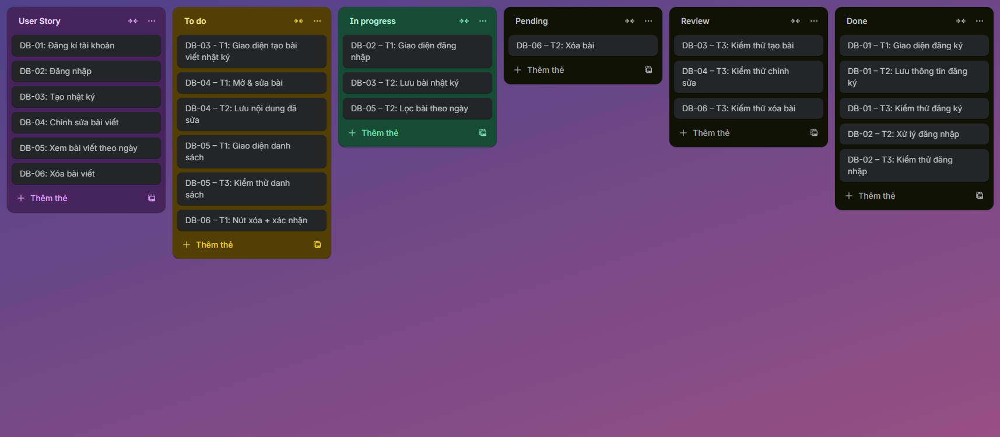 User Story
DB-01: Đăng kí tài khoản
DB-02: Đăng nhập
DB-03: Tạo nhật ký
DB-04: Chỉnh sửa bài viết
DB-05: Xem bài viết theo ngày
DB-06: Xóa bài viết
Thêm thẻ
To do
DB-03 - T1: Giao diện tạo bài
viết nhật ký
DB-04 – T1: Mở & sửa bài
DB-04 – T2: Lưu nội dung đã
sửa
DB-05 – T1: Giao diện danh
sách
DB-05 – T3: Kiểm thử danh
sách
DB-06 – T1: Nút xóa + xác nhận
Thêm thẻ
In progress
DB-02 – T1: Giao diện đăng
nhập
DB-03 – T2: Lưu bài nhật ký
DB-05 – T2: Lọc bài theo ngày
Thêm thẻ
Pending
DB-06 – T2: Xóa bài
Thêm thẻ
Review
DB-03 – T3: Kiểm thử tạo bài
DB-04 – T3: Kiểm thử chỉnh
sửa
DB-06 – T3: Kiểm thử xóa bài
Thêm thẻ
Done
DB-01 – T1: Giao diện đăng ký
DB-01 – T2: Lưu thông tin đăng
ký
DB-01 – T3: Kiểm thử đăng ký
DB-02 – T2: Xử lý đăng nhập
DB-02 – T3: Kiểm thử đăng
nhập
Thêm thẻ